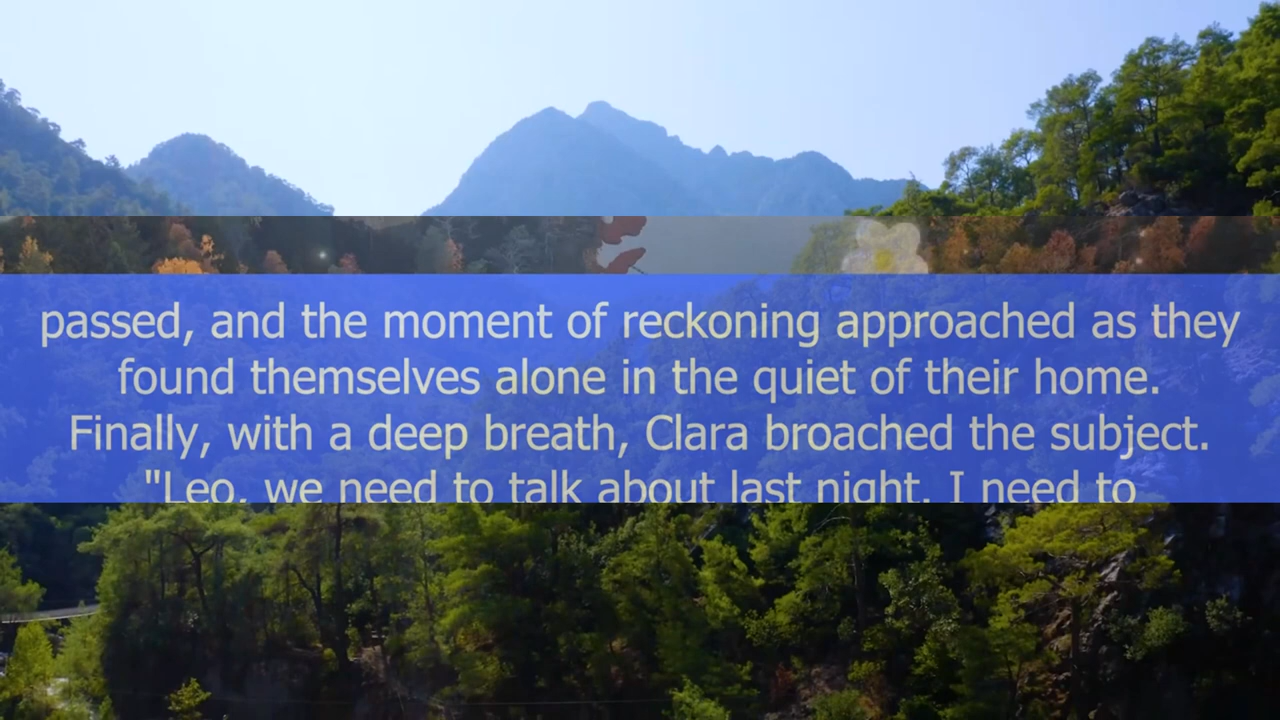 passed, and the moment of reckoning approached as they
found themselves alone in the quiet of their home.
Finally, with a deep breath, Clara broached the subject.
"Leo, we need to talk about last night. I need to